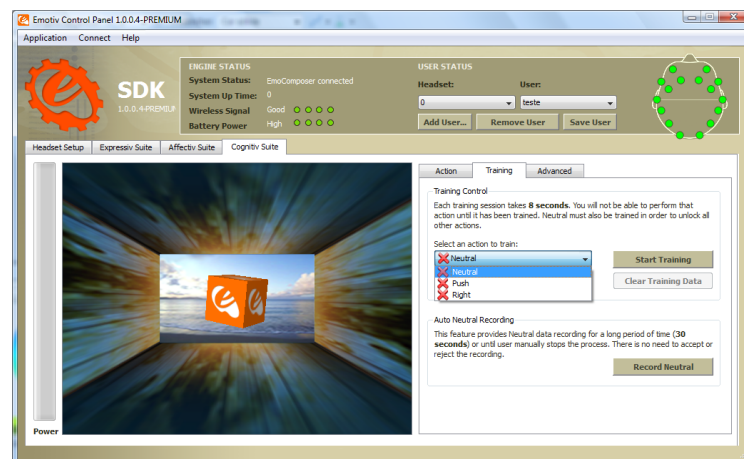 Emotiv Control Panel 1.0.0.4-PREMIUM
Application Connect Help
SDK
1.0.0.4-PREMIUM
ENGINE STATUS
System Status: EmoComposer connected
System Up Time: 0
Wireless Signal Good
Battery Power High
USER STATUS
Headset: User:
0 teste
Add User... Remove User Save User
Headset Setup Expressiv Suite Affectiv Suite Cognitiv Suite
Power
Action Training Advanced
Training Control
Each training session takes 8 seconds. You will not be able to perform that
action until it has been trained. Neutral must also be trained in order to unlock all
other actions.
Select an action to train:
Neutral Start Training
Neutral
Push Clear Training Data
Right
Auto Neutral Recording
This feature provides Neutral data recording for a long period of time (30
seconds) or until user manually stops the process. There is no need to accept or
reject the recording.
Record Neutral